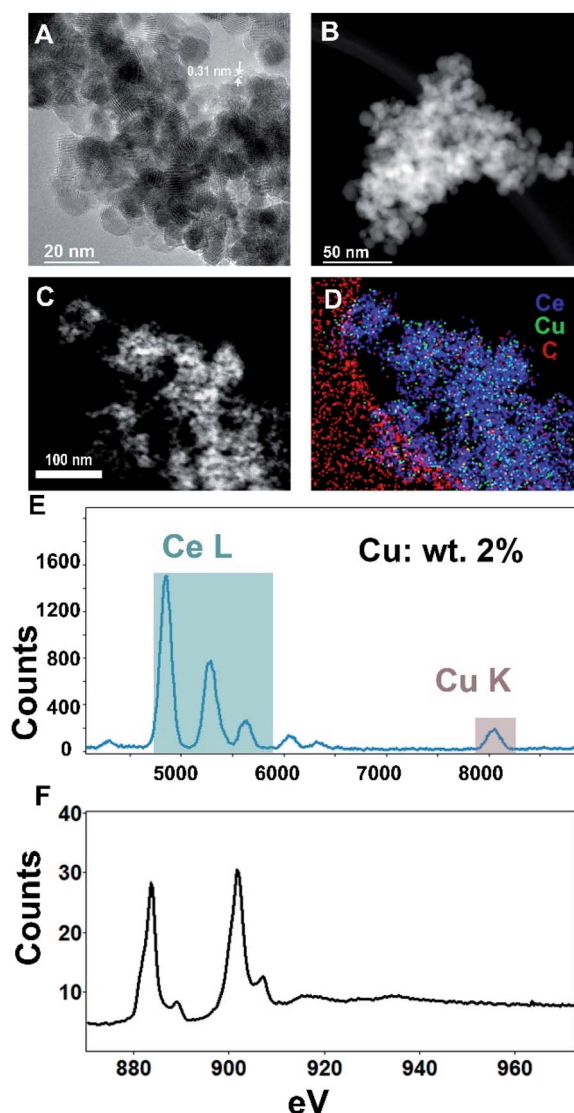 A
0.31 nm
20 nm
B
50 nm
C
100 nm
D
Ce
Cu
C
E
Ce L
Cu: wt. 2%
Cu K
Counts
1600
1200
800
400
0
5000 6000 7000 8000
F
Counts
40
30
20
10
880 900 920 940 960
eV